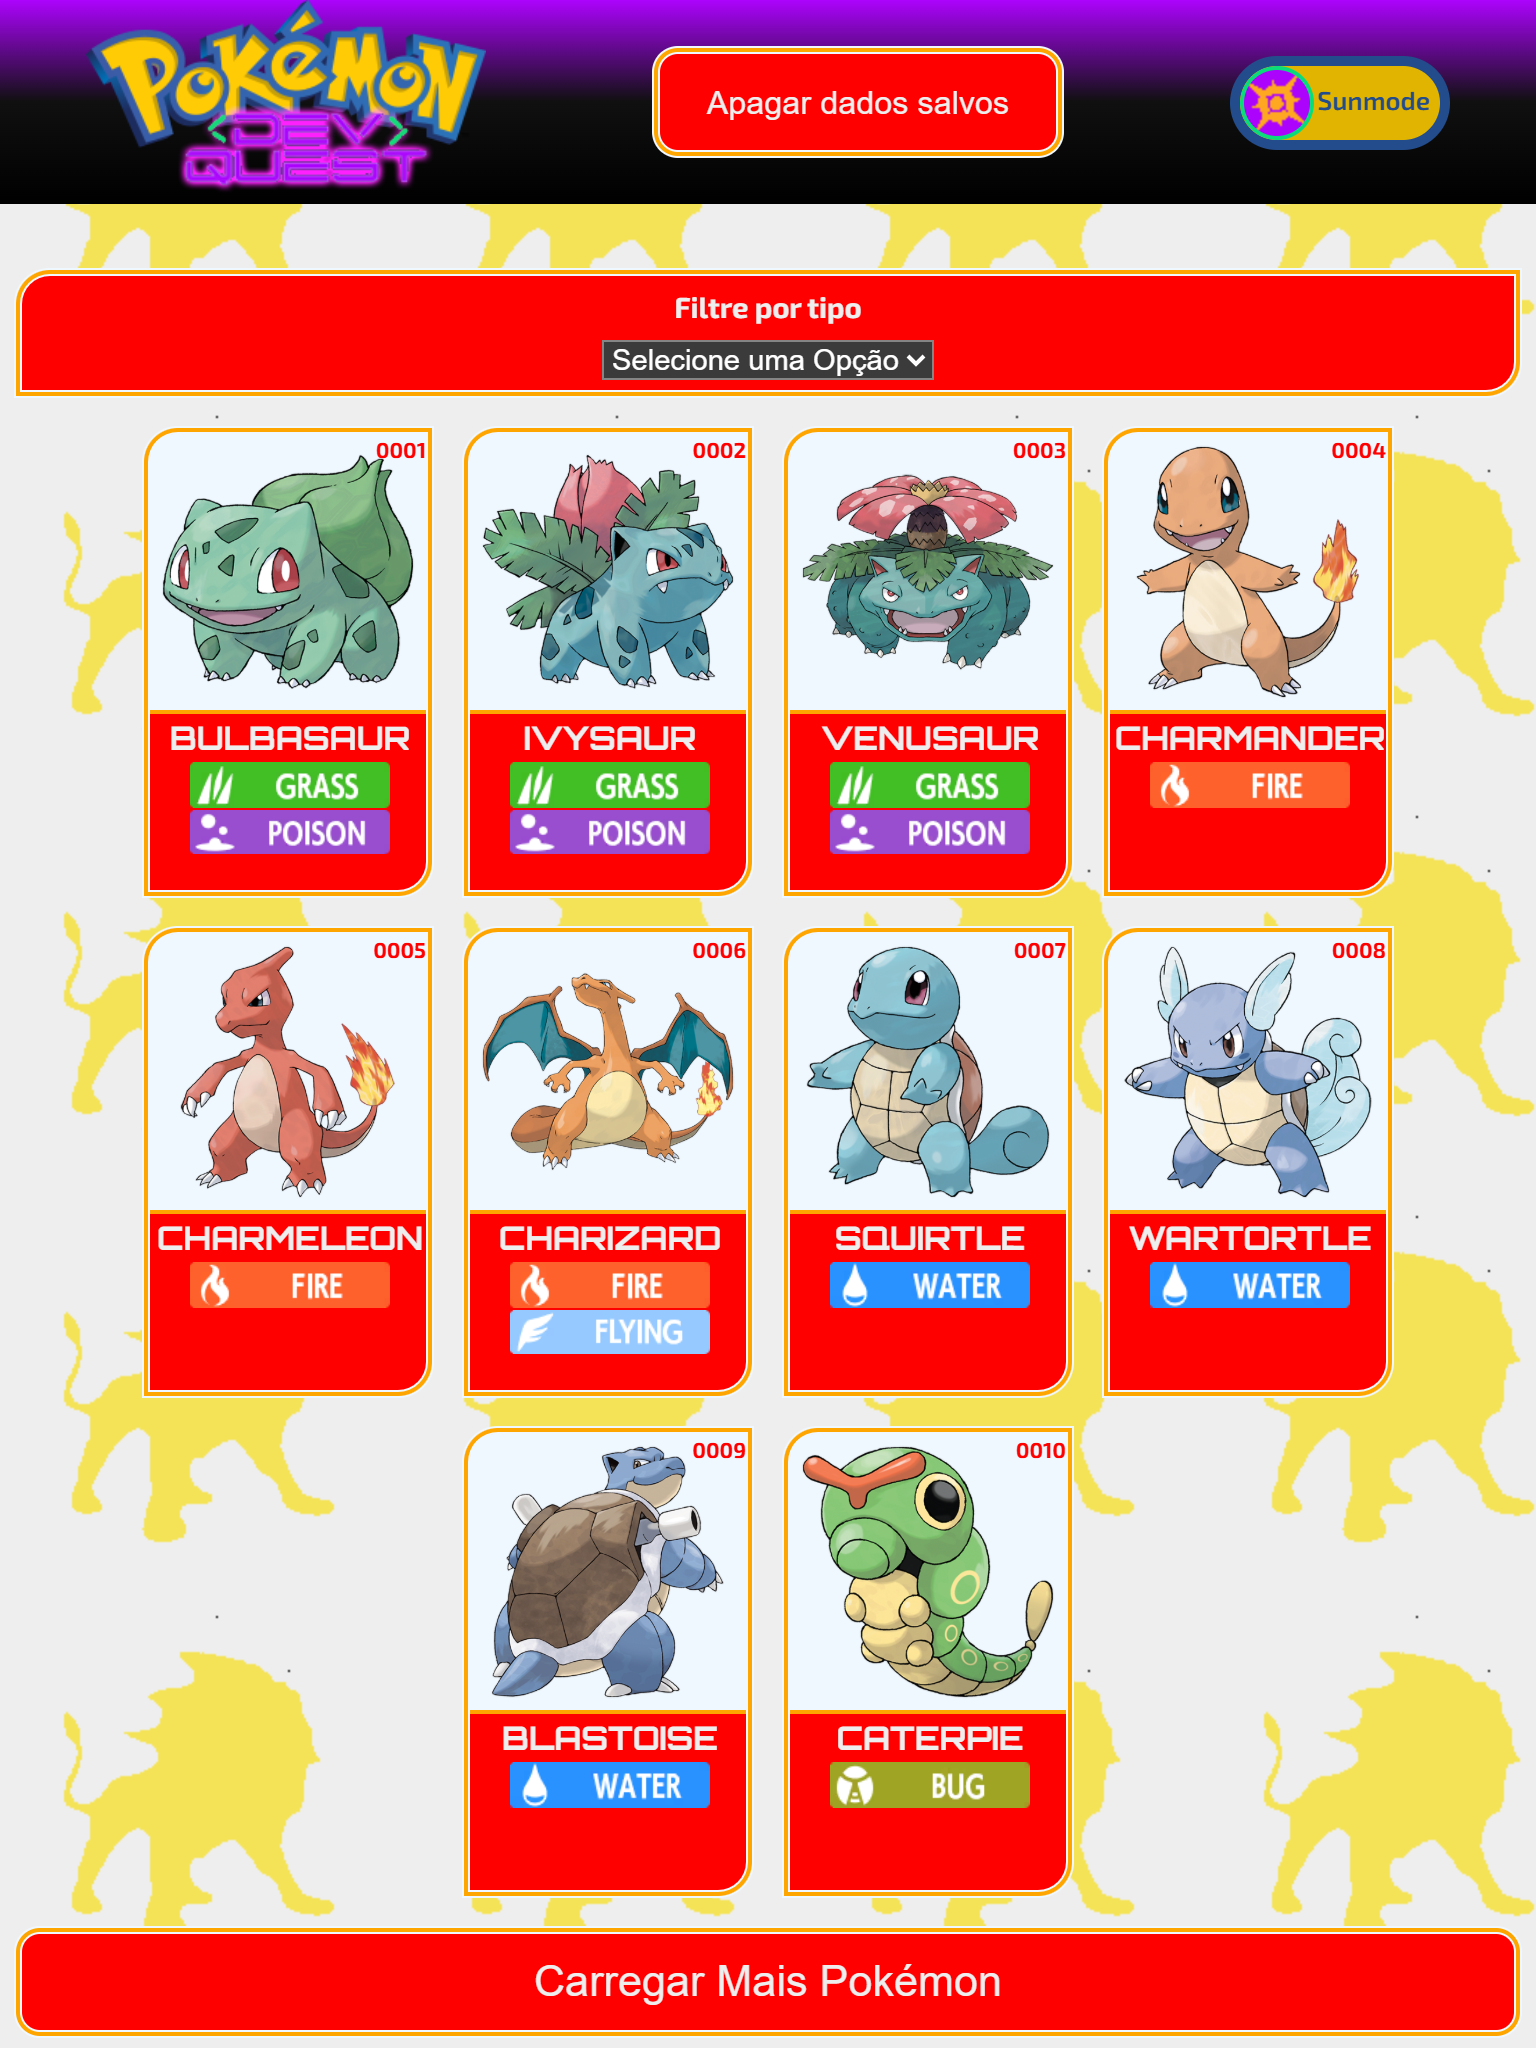 POKéMON
<DEV>
QUEST
Apagar dados salvos
Sunmode
Filtre por tipo
Selecione uma Opção
0001
BULBASAUR
GRASS
POISON
0002
IVYSAUR
GRASS
POISON
0003
VENUSAUR
GRASS
POISON
0004
CHARMANDER
FIRE
0005
CHARMELEON
FIRE
0006
CHARIZARD
FIRE
FLYING
0007
SQUIRTLE
WATER
0008
WARTORTLE
WATER
0009
BLASTOISE
WATER
0010
CATERPIE
BUG
Carregar Mais Pokémon